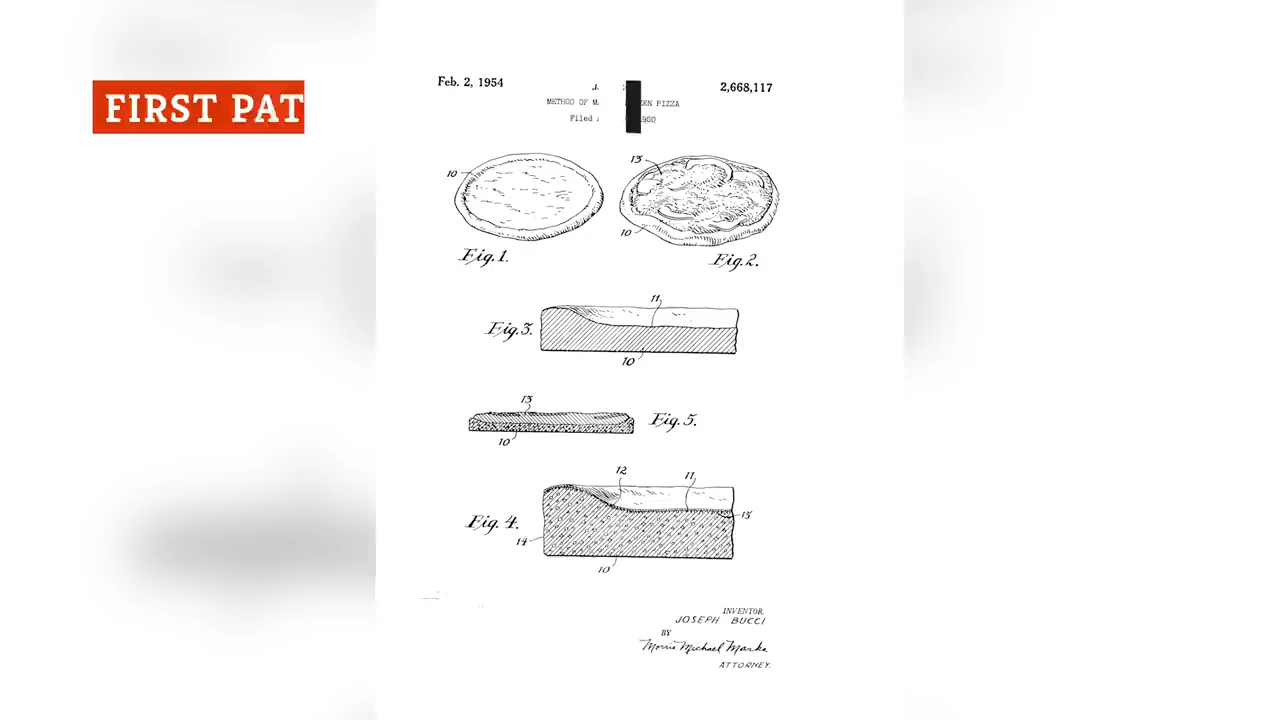 FIRST PAT
Feb. 2, 1954
J.
2,668,117
METHOD OF
PIZZA
Filed
10
13
10
Fig. 1.
Fig. 2.
11
Fig. 3.
10
13
Fig. 5.
10
12
11
Fig. 4.
15
14
10
INVENTOR.
JOSEPH BUCCI
BY
Morris Michael Marks
ATTORNEY.